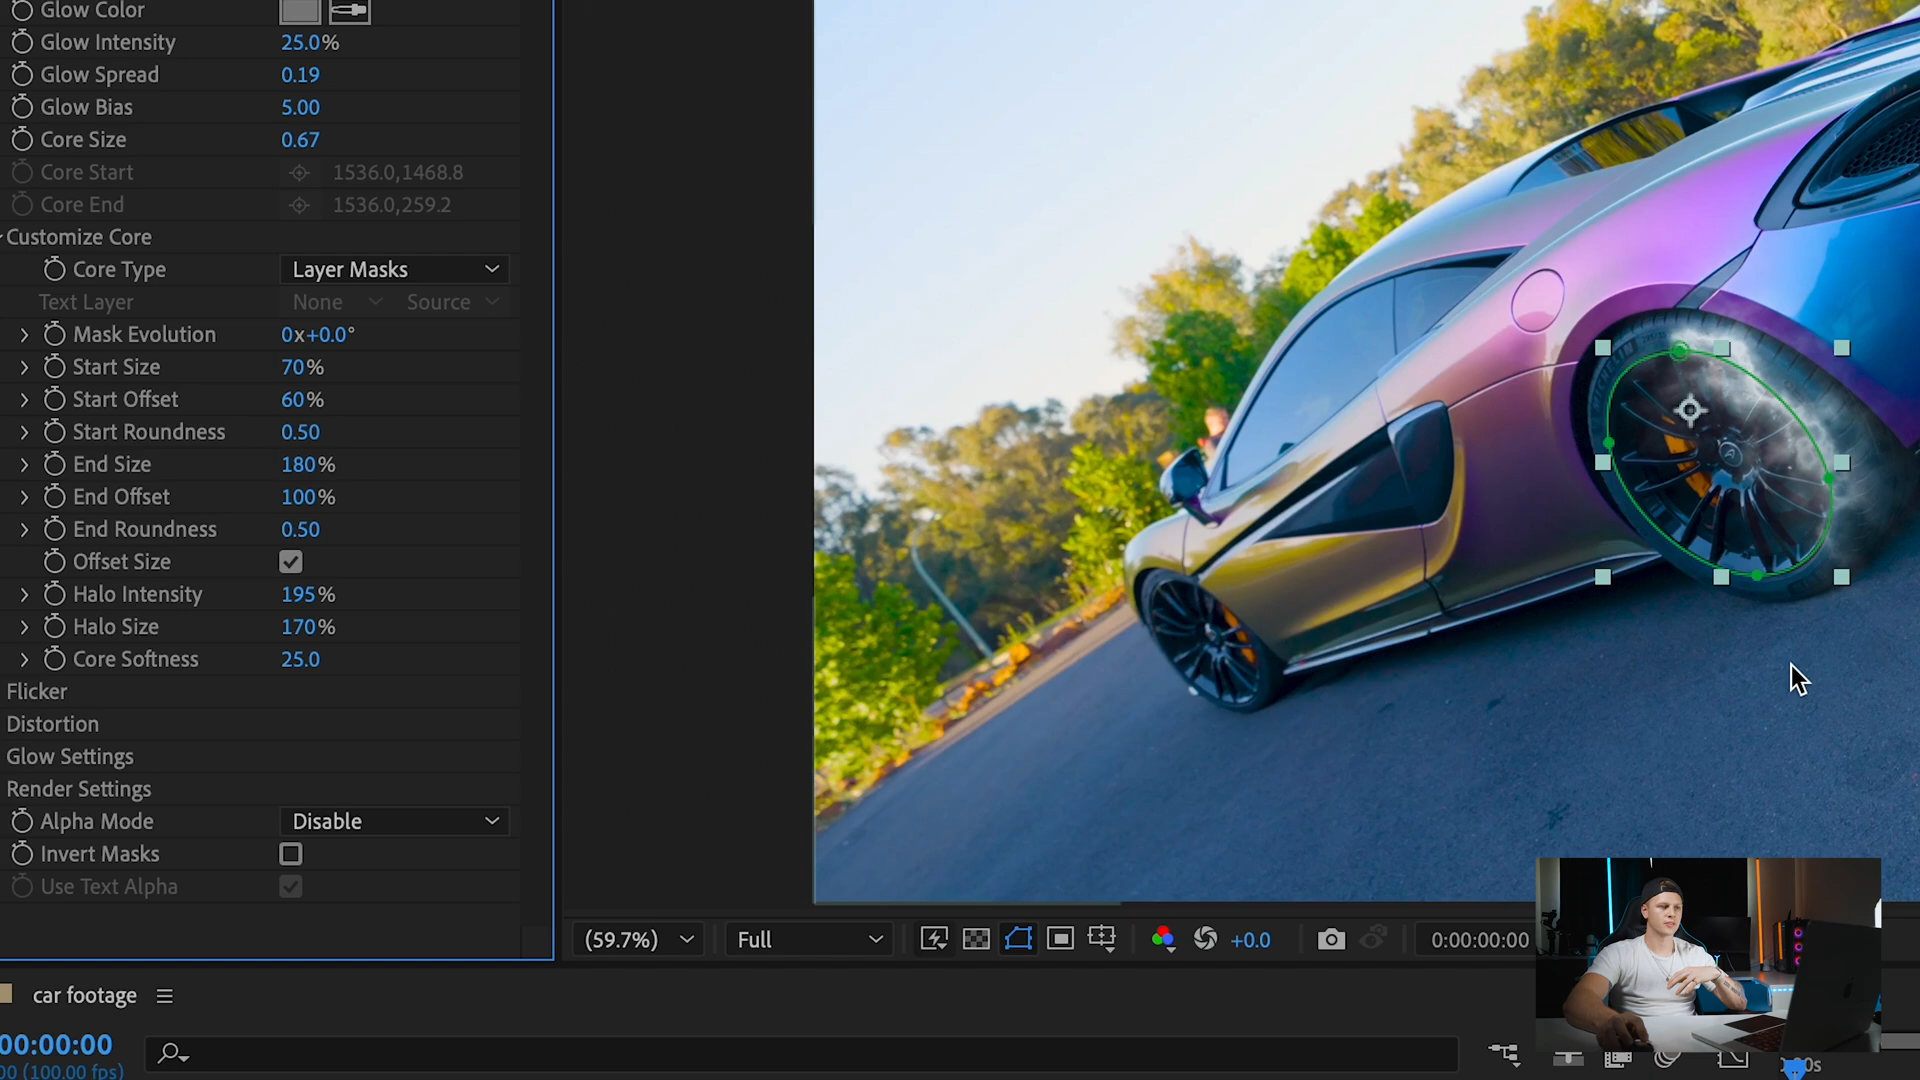 Glow Color
Glow Intensity 25.0%
Glow Spread 0.19
Glow Bias 5.00
Core Size 0.67
Core Start 1536.0,1468.8
Core End 1536.0,259.2
Customize Core
Core Type Layer Masks
Text Layer None Source
Mask Evolution 0x+0.0°
Start Size 70%
Start Offset 60%
Start Roundness 0.50
End Size 180%
End Offset 100%
End Roundness 0.50
Offset Size
Halo Intensity 195%
Halo Size 170%
Core Softness 25.0
Flicker
Distortion
Glow Settings
Render Settings
Alpha Mode Disable
Invert Masks
Use Text Alpha
(59.7%) Full +0.0 0:00:00:00
car footage
00:00:00
00 (100.00 fps)